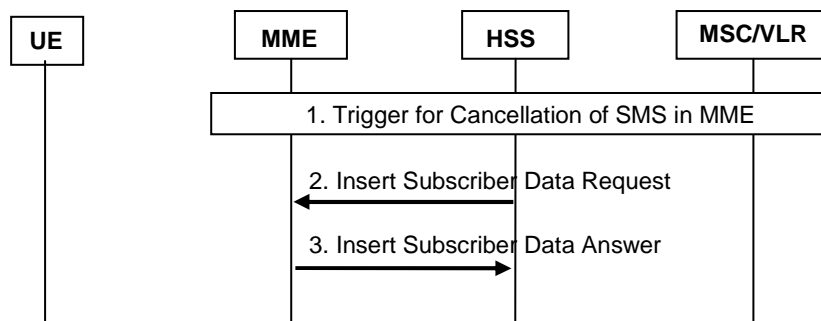 UE
MME
HSS
MSC/VLR
1. Trigger for Cancellation of SMS in MME
2. Insert Subscriber Data Request
3. Insert Subscriber Data Answer